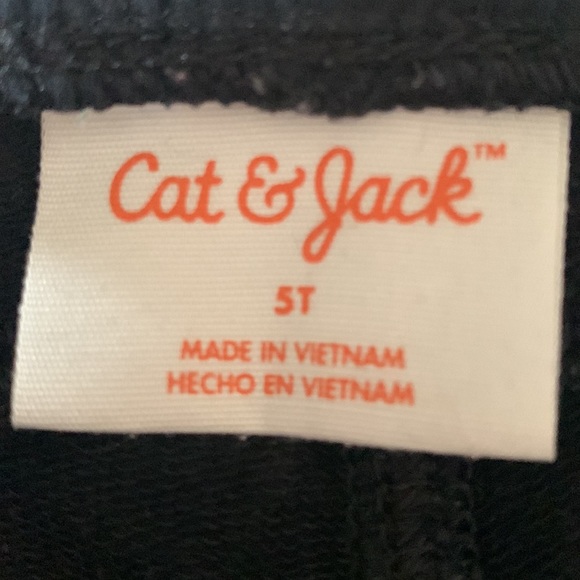 Cat & Jack™
5T
MADE IN VIETNAM
HECHO EN VIETNAM